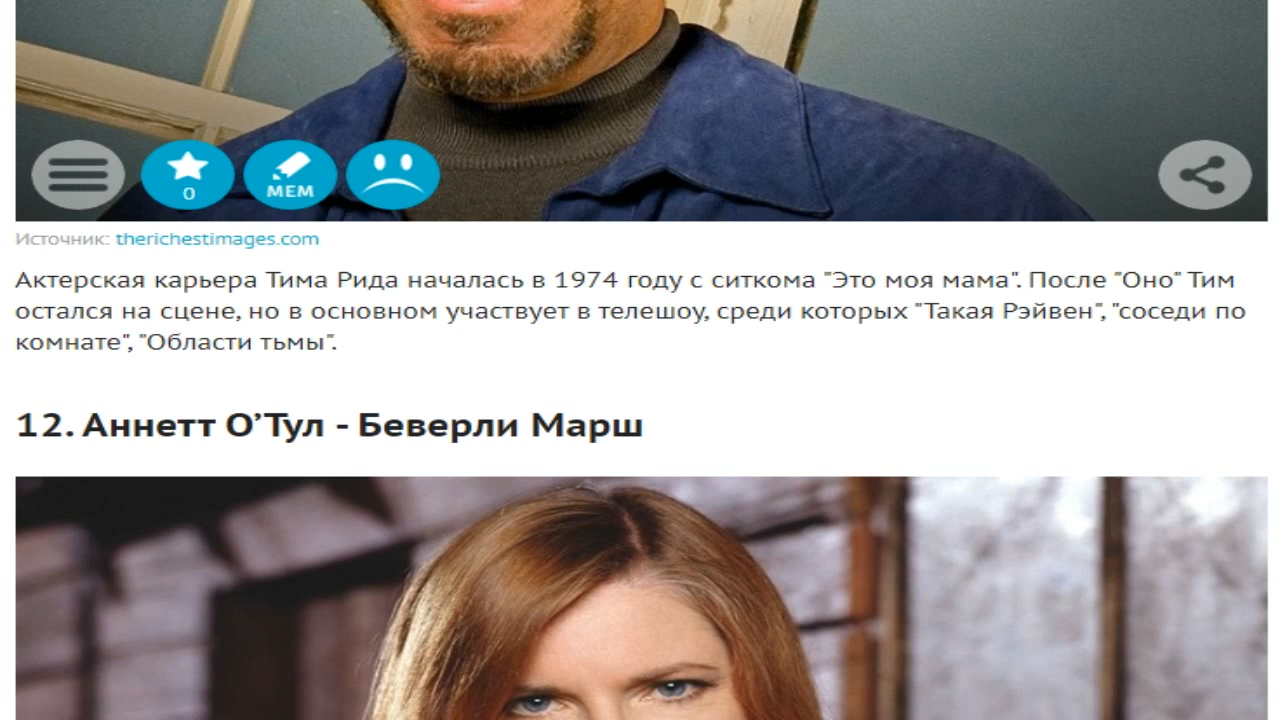 0
МЕМ
Источник: therichestimages.com
Актерская карьера Тима Рида началась в 1974 году с ситкома "Это моя мама". После "Оно" Тим
остался на сцене, но в основном участвует в телешоу, среди которых "Такая Рэйвен", "соседи по
комнате", "Области тьмы".
12. Аннетт О’Тул - Беверли Марш